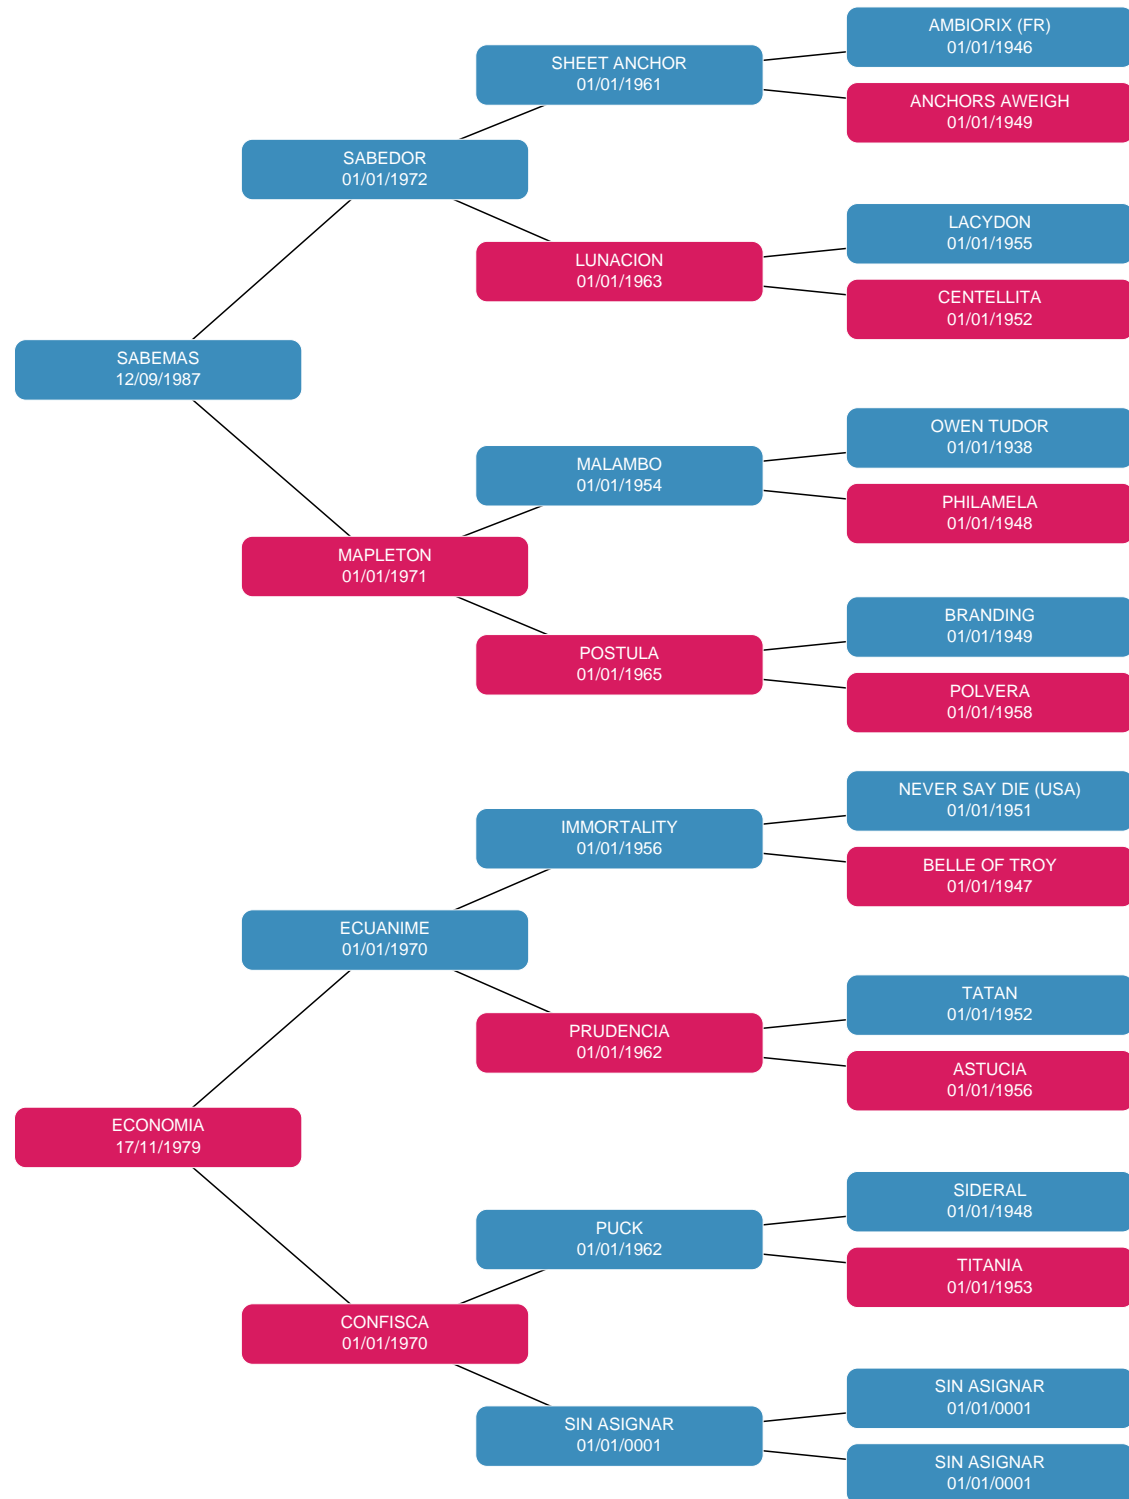 AMBIORIX (FR)
01/01/1946
SHEET ANCHOR
01/01/1961
ANCHORS AWEIGH
01/01/1949
SABEDOR
01/01/1972
LACYDON
01/01/1955
LUNACION
01/01/1963
CENTELLITA
01/01/1952
SABEMAS
12/09/1987
OWEN TUDOR
01/01/1938
MALAMBO
01/01/1954
PHILAMELA
01/01/1948
MAPLETON
01/01/1971
BRANDING
01/01/1949
POSTULA
01/01/1965
POLVERA
01/01/1958
NEVER SAY DIE (USA)
01/01/1951
IMMORTALITY
01/01/1956
BELLE OF TROY
01/01/1947
ECUANIME
01/01/1970
TATAN
01/01/1952
PRUDENCIA
01/01/1962
ASTUCIA
01/01/1956
ECONOMIA
17/11/1979
SIDERAL
01/01/1948
PUCK
01/01/1962
TITANIA
01/01/1953
CONFISCA
01/01/1970
SIN ASIGNAR
01/01/0001
SIN ASIGNAR
01/01/0001
SIN ASIGNAR
01/01/0001